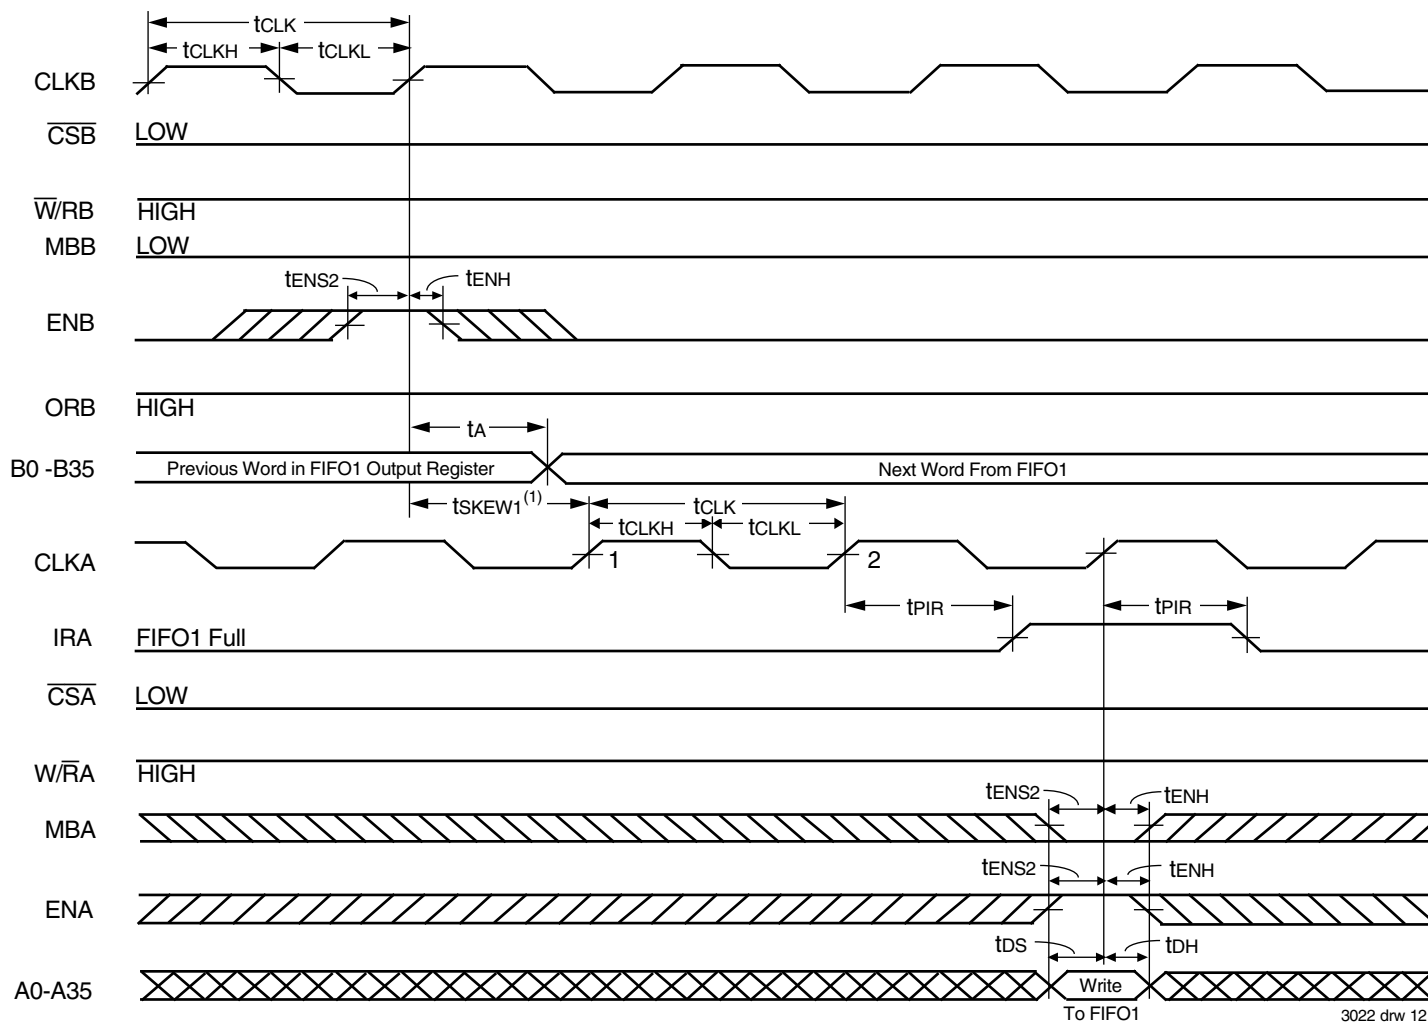 tCLK
tCLKH tCLKL
CLKB
CSB LOW
W/RB HIGH
MBB LOW
tENS2 tENH
ENB
ORB HIGH
tA
B0 -B35 Previous Word in FIFO1 Output Register Next Word From FIFO1
tSKEW1(1) tCLK
tCLKH tCLKL
CLKA 1 2
tPIR tPIR
IRA FIFO1 Full
CSA LOW
W/RA HIGH
tENS2 tENH
MBA
tENS2 tENH
ENA
tDS tDH
A0-A35 Write
To FIFO1
3022 drw 12